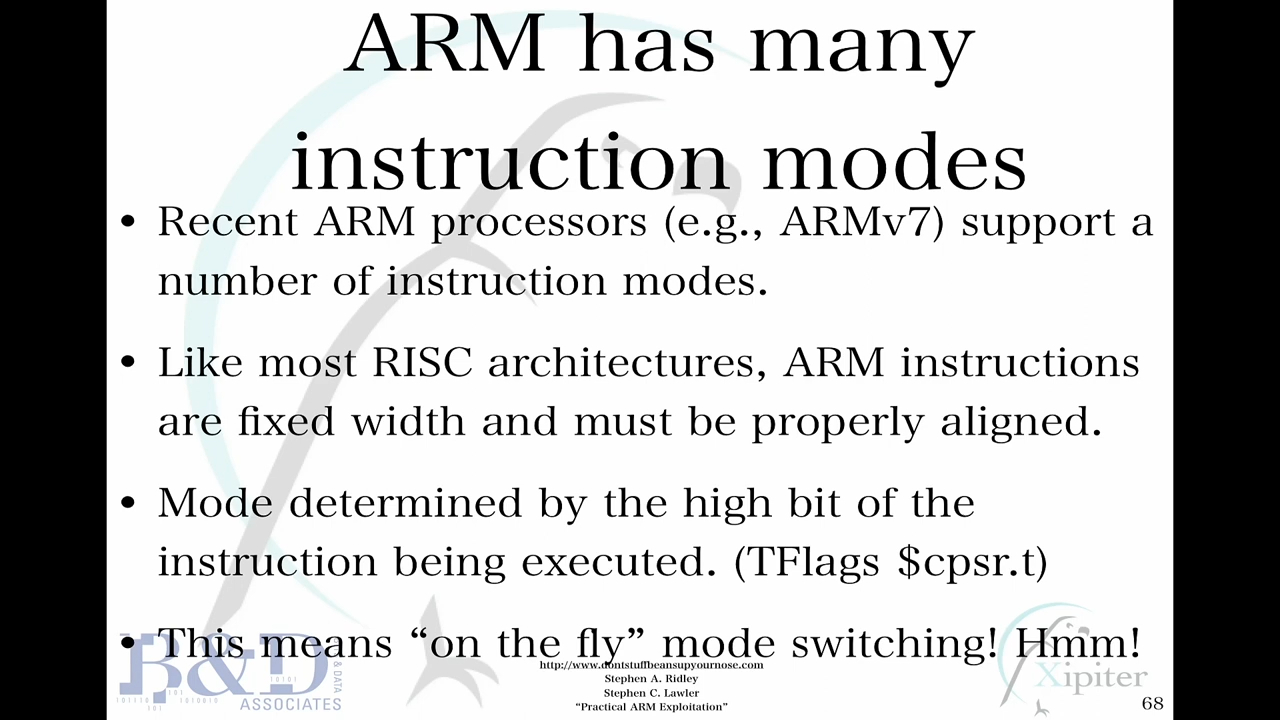 ARM has many
instruction modes
• Recent ARM processors (e.g., ARMv7) support a
number of instruction modes.
• Like most RISC architectures, ARM instructions
are fixed width and must be properly aligned.
• Mode determined by the high bit of the
instruction being executed. (TFlags $cpsr.t)
• This means “on the fly” mode switching! Hmm!
B&D
& DATA
ASSOCIATES
http://www.dontstuffbeansupyournose.com
Stephen A. Ridley
Stephen C. Lawler
“Practical ARM Exploitation”
Xipiter
68